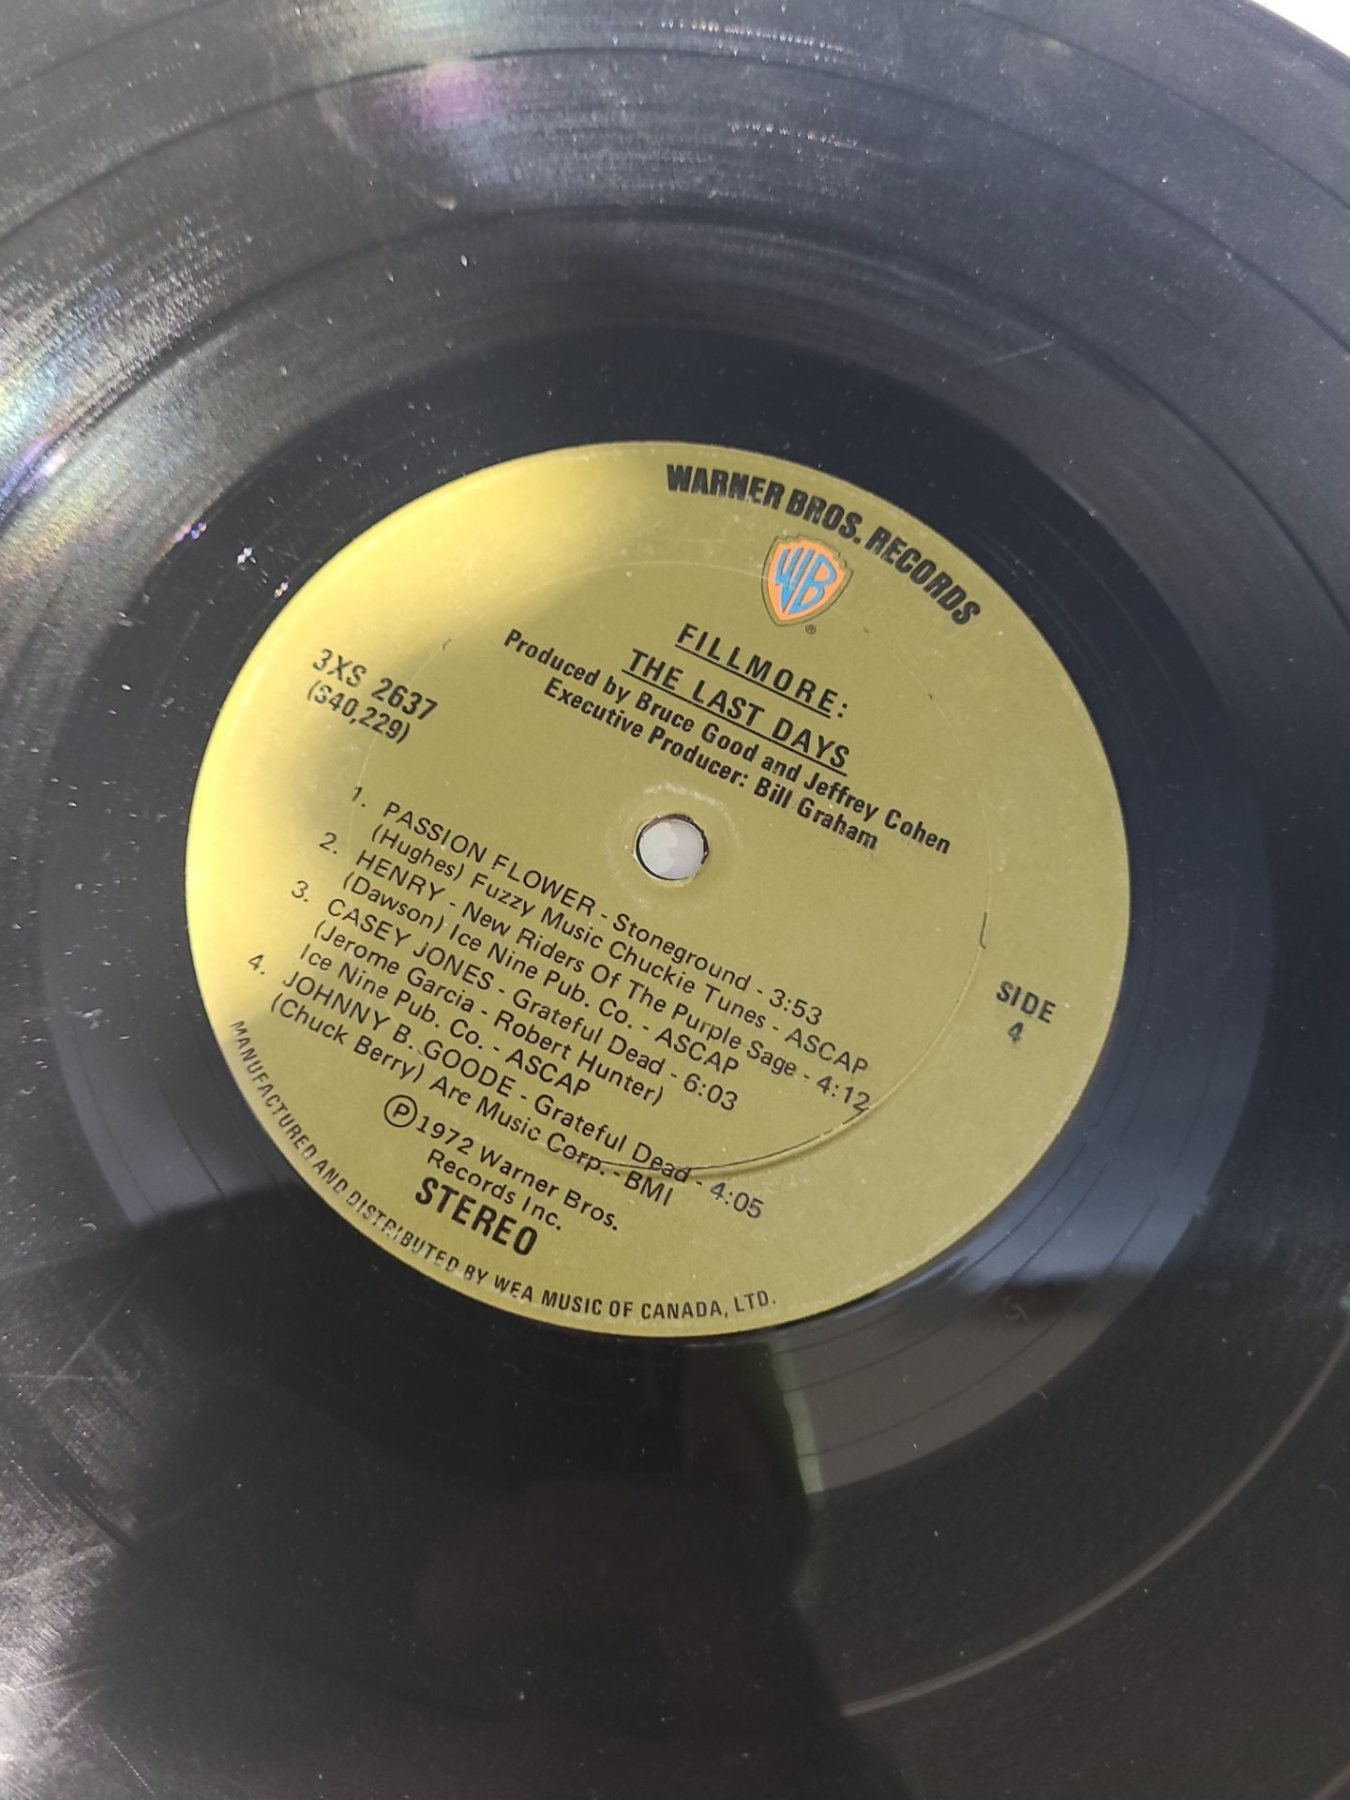 WARNER BROS. RECORDS
WB
®
FILLMORE:
THE LAST DAYS
Produced by Bruce Good and Jeffrey Cohen
Executive Producer: Bill Graham
3XS 2637
(S40,229)
SIDE
4
1. PASSION FLOWER - Stoneground - 3:53
(Hughes) Fuzzy Music Chuckie Tunes - ASCAP
2. HENRY - New Riders Of The Purple Sage - 4:12
(Dawson) Ice Nine Pub. Co. - ASCAP
3. CASEY JONES - Grateful Dead - 6:03
(Jerome Garcia - Robert Hunter)
Ice Nine Pub. Co. - ASCAP
4. JOHNNY B. GOODE - Grateful Dead - 4:05
(Chuck Berry) Arc Music Corp. - BMI
Ⓟ1972 Warner Bros.
Records Inc.
STEREO
MANUFACTURED AND DISTRIBUTED BY WEA MUSIC OF CANADA, LTD.